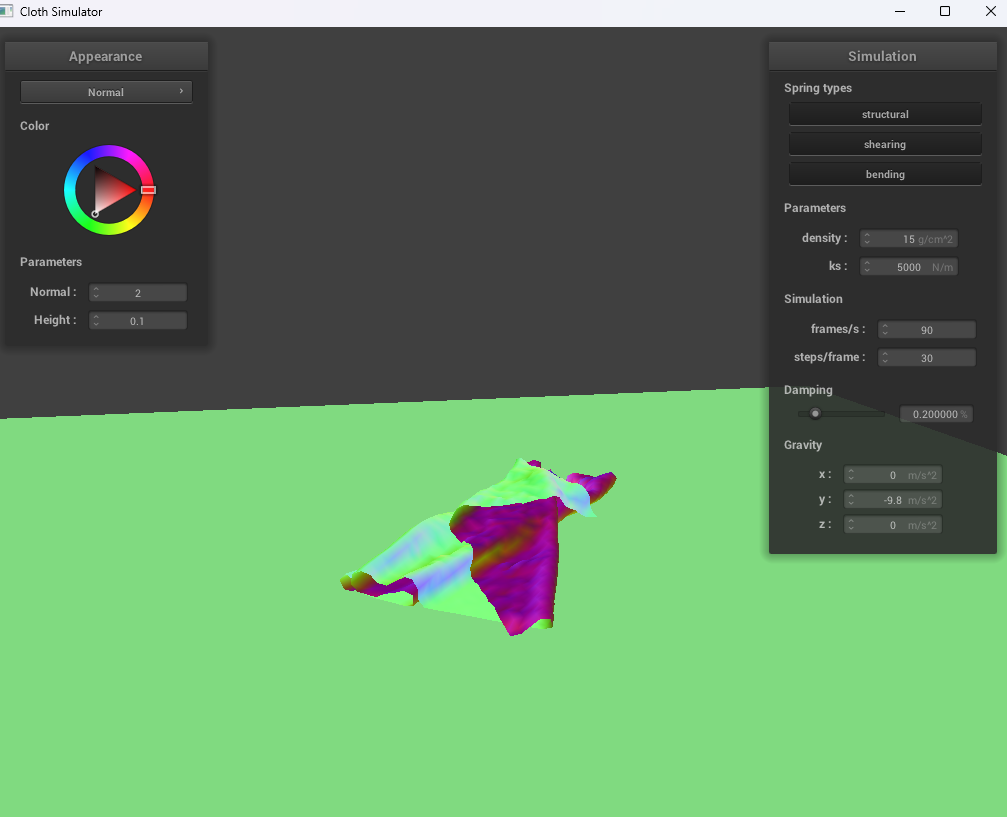 Cloth Simulator
Appearance
Normal
Color
Parameters
Normal : 2
Height : 0.1
Simulation
Spring types
structural
shearing
bending
Parameters
density : 15 g/cm^2
ks : 5000 N/m
Simulation
frames/s : 90
steps/frame : 30
Damping
0.200000 %
Gravity
x : 0 m/s^2
y : -9.8 m/s^2
z : 0 m/s^2